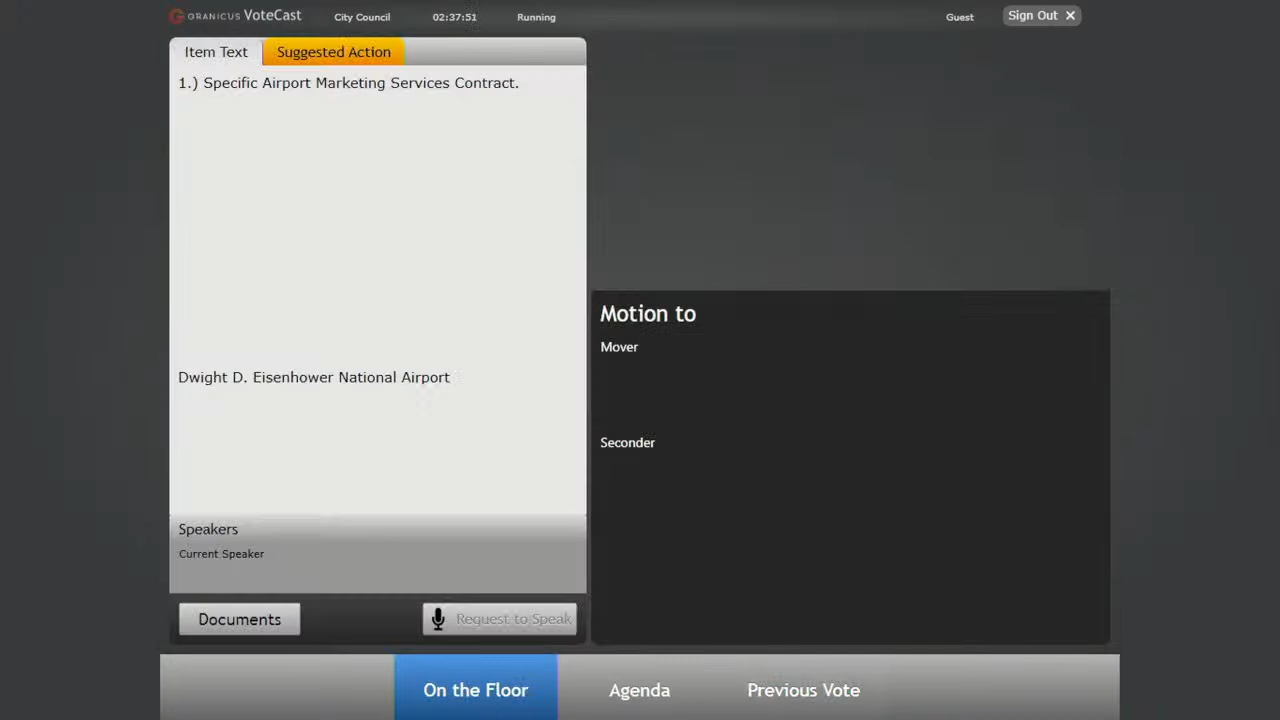 GRANICUS VoteCast City Council 02:37:51 Running Guest Sign Out X
Item Text Suggested Action
1.) Specific Airport Marketing Services Contract.
Dwight D. Eisenhower National Airport
Speakers
Current Speaker
Documents Request to Speak
Motion to
Mover
Seconder
On the Floor Agenda Previous Vote